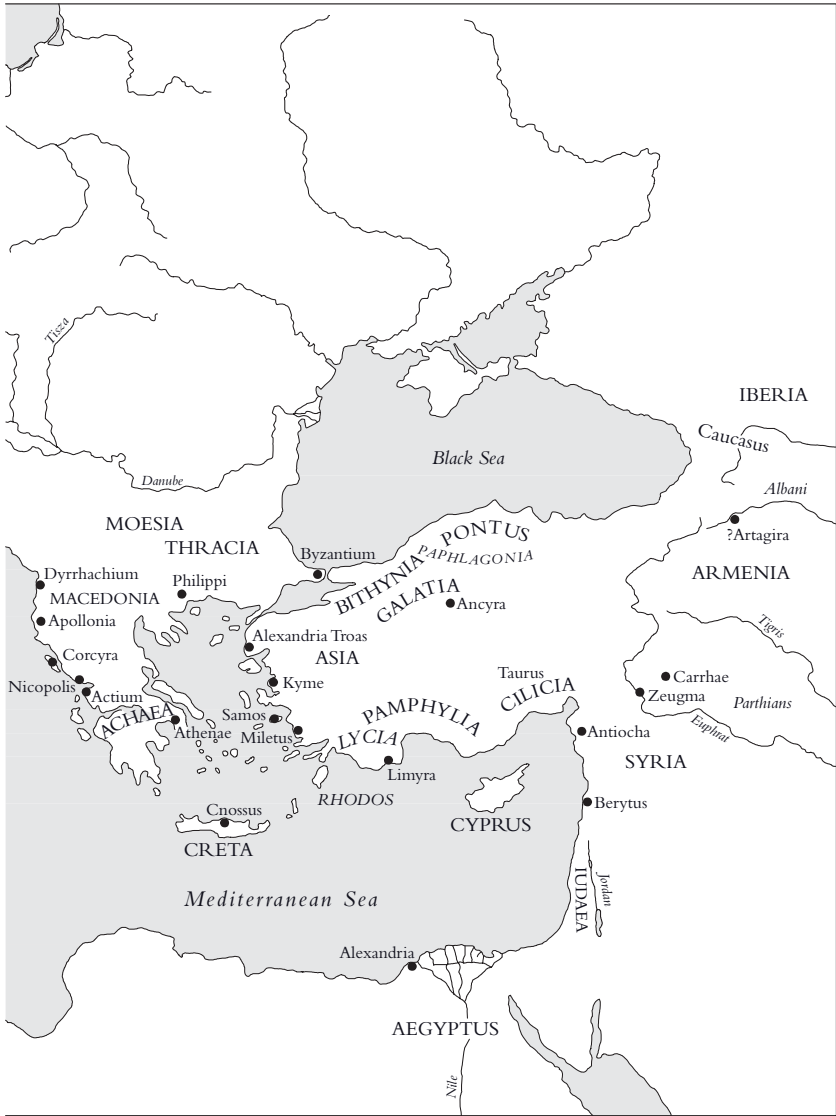 IBERIA
Caucasus
Tisza
Black Sea
Danube
Albani
MOESIA
PONTUS
THRACIA
?Artagira
Byzantium
PAPHLAGONIA
Dyrrhachium
Philippi
BITHYNIA
ARMENIA
MACEDONIA
GALATIA
Ancyra
Apollonia
Tigris
Alexandria Troas
Corcyra
ASIA
Taurus
Carrhae
Nicopolis
Kyme
CILICIA
Zeugma
Actium
Parthians
ACHAEA
Samos
PAMPHYLIA
Euphrat
Athenae
Miletus
LYCIA
Antiocha
SYRIA
Limyra
RHODOS
Berytus
Cnossus
CYPRUS
CRETA
IUDAEA
Jordan
Mediterranean Sea
Alexandria
AEGYPTUS
Nile